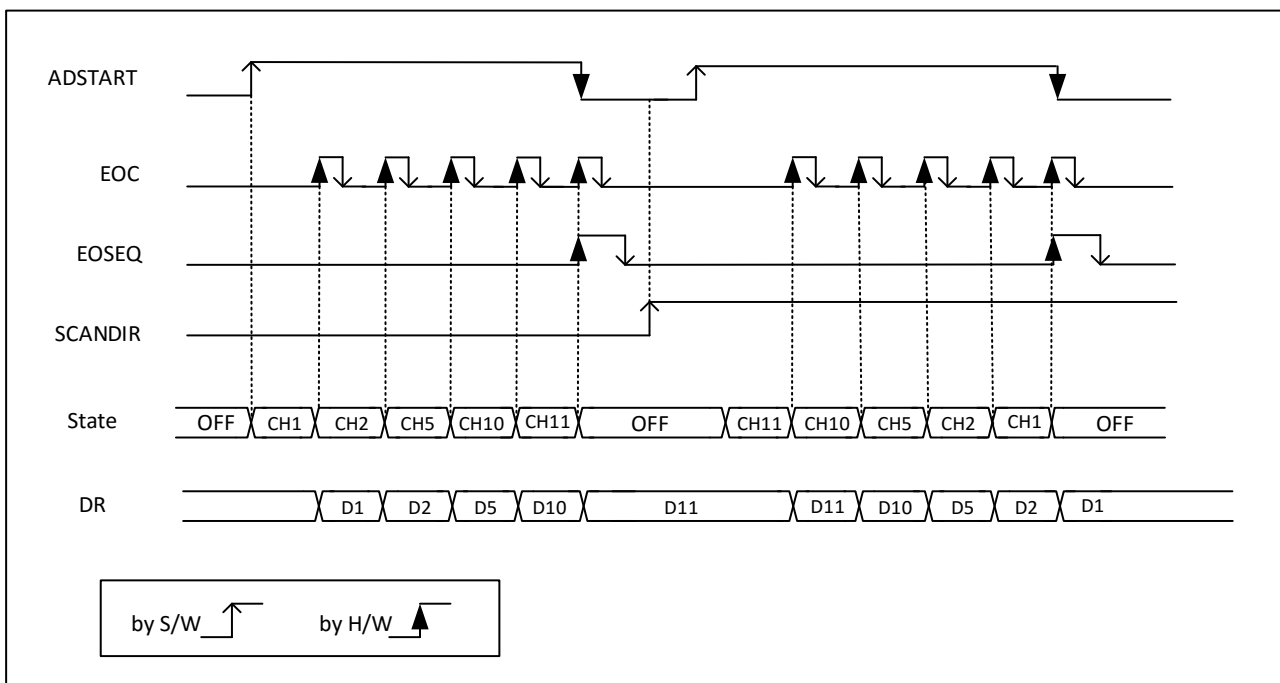 ADSTART
EOC
EOSEQ
SCANDIR
State OFF CH1 CH2 CH5 CH10 CH11 OFF CH11 CH10 CH5 CH2 CH1 OFF
DR D1 D2 D5 D10 D11 D11 D10 D5 D2 D1
by S/W by H/W